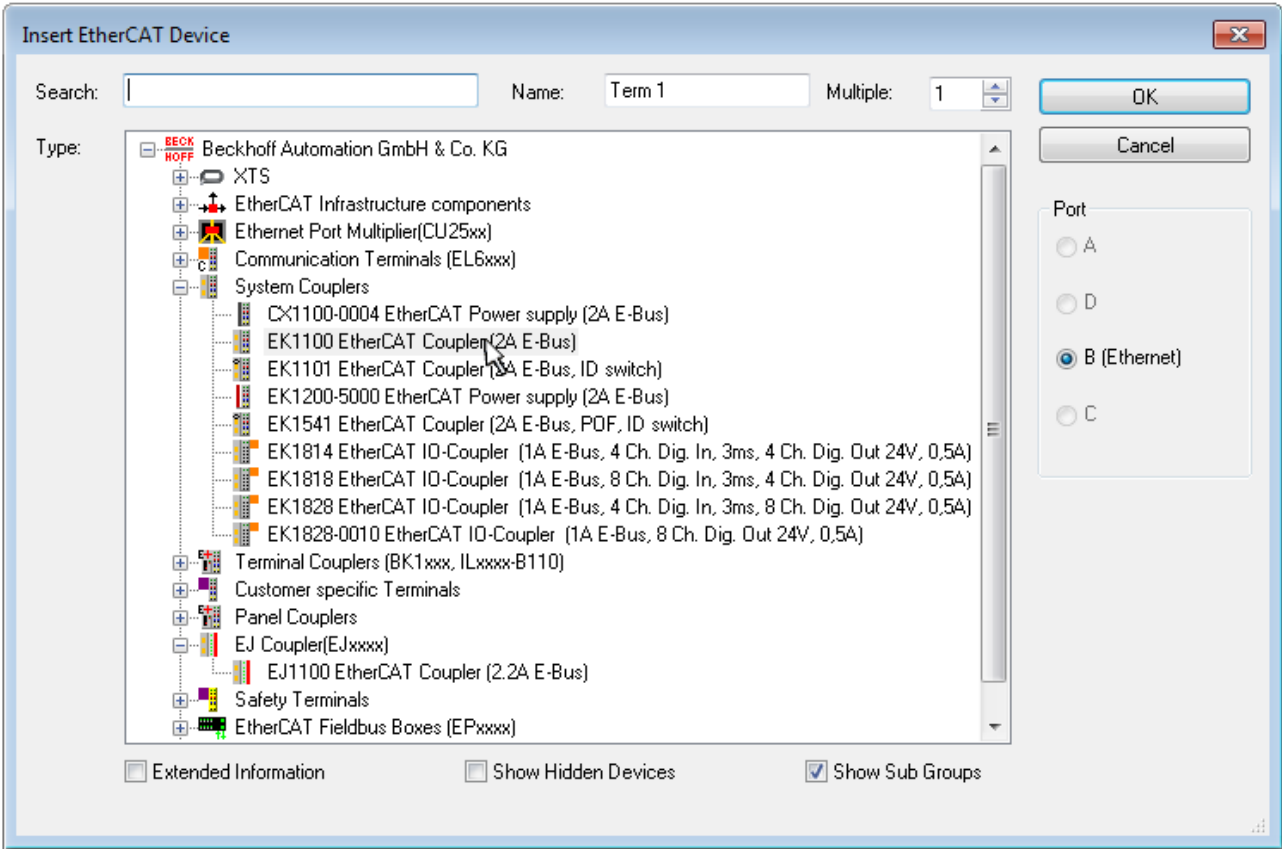 Insert EtherCAT Device
Search: Name: Term 1 Multiple: 1 OK
Type: BECKHOFF Beckhoff Automation GmbH & Co. KG Cancel
XTS
EtherCAT Infrastructure components
Port
Ethernet Port Multiplier(CU25xx)
A
Communication Terminals (EL6xxx)
System Couplers
CX1100-0004 EtherCAT Power supply (2A E-Bus)
D
EK1100 EtherCAT Coupler (2A E-Bus)
B (Ethernet)
EK1101 EtherCAT Coupler (2A E-Bus, ID switch)
EK1200-5000 EtherCAT Power supply (2A E-Bus)
C
EK1541 EtherCAT Coupler (2A E-Bus, POF, ID switch)
EK1814 EtherCAT IO-Coupler (1A E-Bus, 4 Ch. Dig. In, 3ms, 4 Ch. Dig. Out 24V, 0,5A)
EK1818 EtherCAT IO-Coupler (1A E-Bus, 8 Ch. Dig. In, 3ms, 4 Ch. Dig. Out 24V, 0,5A)
EK1828 EtherCAT IO-Coupler (1A E-Bus, 4 Ch. Dig. In, 3ms, 8 Ch. Dig. Out 24V, 0,5A)
EK1828-0010 EtherCAT IO-Coupler (1A E-Bus, 8 Ch. Dig. Out 24V, 0,5A)
Terminal Couplers (BK1xxx, ILxxxx-B110)
Customer specific Terminals
Panel Couplers
EJ Coupler(EJxxxx)
EJ1100 EtherCAT Coupler (2.2A E-Bus)
Safety Terminals
EtherCAT Fieldbus Boxes (EPxxxx)
Extended Information Show Hidden Devices Show Sub Groups